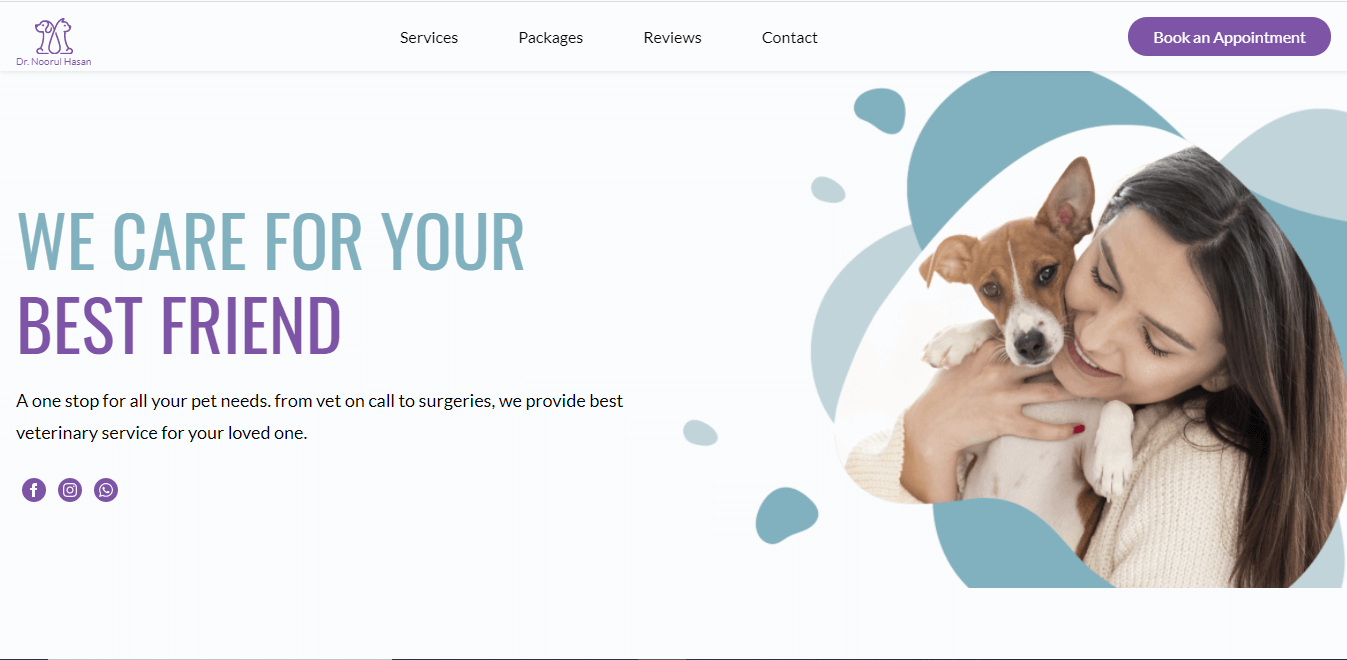 Dr. Noorul Hasan
Services
Packages
Reviews
Contact
Book an Appointment
WE CARE FOR YOUR
BEST FRIEND
A one stop for all your pet needs. from vet on call to surgeries, we provide best
veterinary service for your loved one.